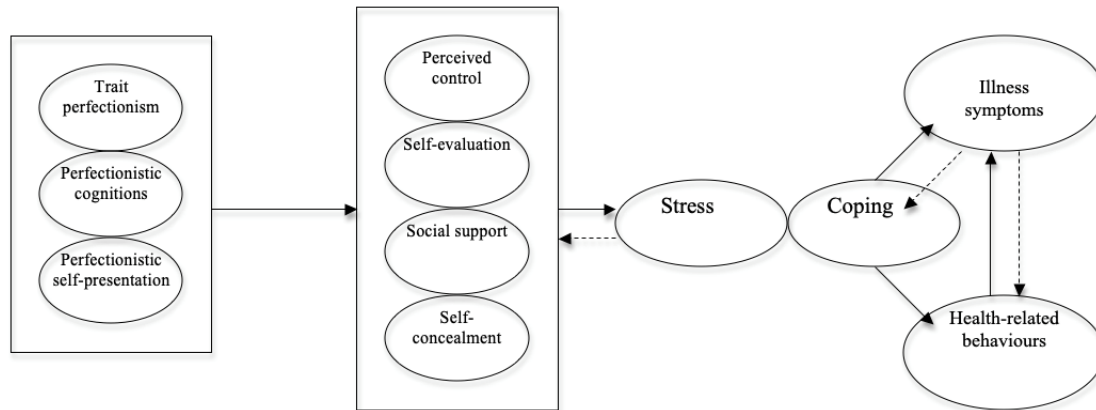 Trait
perfectionism
Perfectionistic
cognitions
Perfectionistic
self-presentation
Perceived
control
Self-evaluation
Social support
Self-
concealment
Stress
Coping
Illness
symptoms
Health-related
behaviours